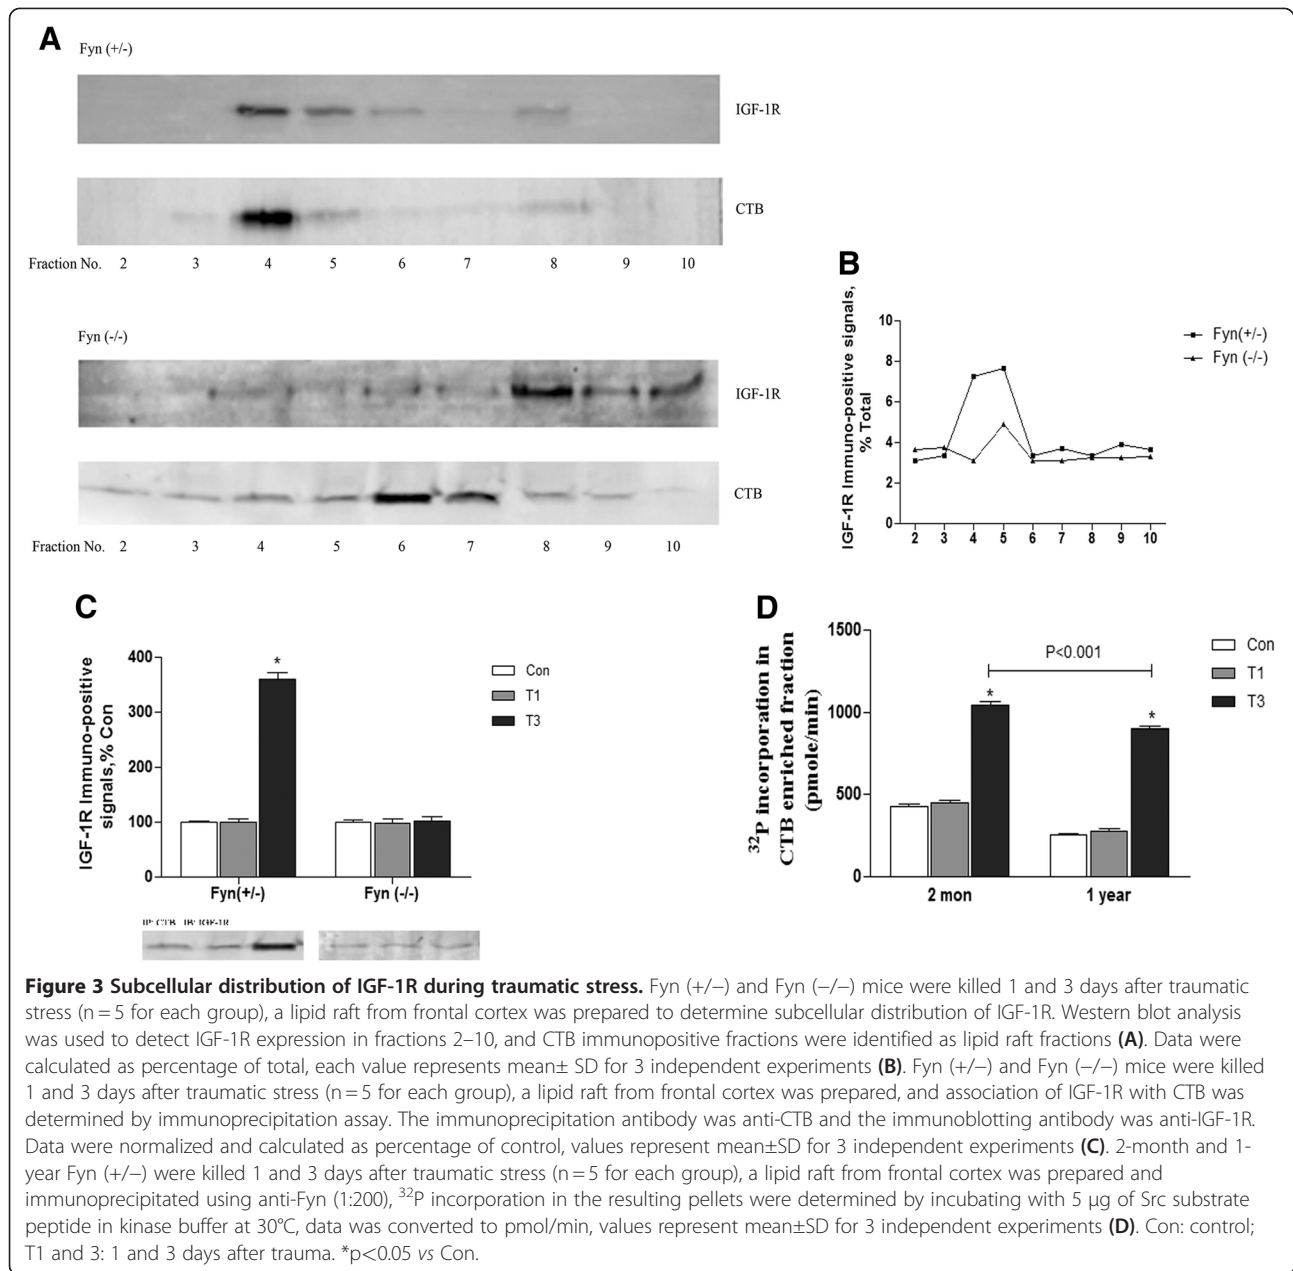 A
Fyn (+/-)
IGF-1R
CTB
Fraction No. 2 3 4 5 6 7 8 9 10
Fyn (-/-)
IGF-1R
CTB
Fraction No. 2 3 4 5 6 7 8 9 10
B
IGF-1R Immuno-positive signals,
% Total
10
8
6
4
2
0
2 3 4 5 6 7 8 9 10
Fyn(+/-)
Fyn (-/-)
C
IGF-1R Immuno-positive
signals,% Con
400
300
200
100
0
*
Fyn(+/-) Fyn (-/-)
Con
T1
T3
IP: CTB IB: IGF-1R
D
³²P incorporation in
CTB enriched fraction
(pmole/min)
1500
1000
500
0
P<0.001
*
*
2 mon 1 year
Con
T1
T3
Figure 3 Subcellular distribution of IGF-1R during traumatic stress. Fyn (+/−) and Fyn (−/−) mice were killed 1 and 3 days after traumatic
stress (n = 5 for each group), a lipid raft from frontal cortex was prepared to determine subcellular distribution of IGF-1R. Western blot analysis
was used to detect IGF-1R expression in fractions 2–10, and CTB immunopositive fractions were identified as lipid raft fractions (A). Data were
calculated as percentage of total, each value represents mean± SD for 3 independent experiments (B). Fyn (+/−) and Fyn (−/−) mice were killed
1 and 3 days after traumatic stress (n = 5 for each group), a lipid raft from frontal cortex was prepared, and association of IGF-1R with CTB was
determined by immunoprecipitation assay. The immunoprecipitation antibody was anti-CTB and the immunoblotting antibody was anti-IGF-1R.
Data were normalized and calculated as percentage of control, values represent mean±SD for 3 independent experiments (C). 2-month and 1-
year Fyn (+/−) were killed 1 and 3 days after traumatic stress (n = 5 for each group), a lipid raft from frontal cortex was prepared and
immunoprecipitated using anti-Fyn (1:200), ³²P incorporation in the resulting pellets were determined by incubating with 5 μg of Src substrate
peptide in kinase buffer at 30°C, data was converted to pmol/min, values represent mean±SD for 3 independent experiments (D). Con: control;
T1 and 3: 1 and 3 days after trauma. *p<0.05 vs Con.